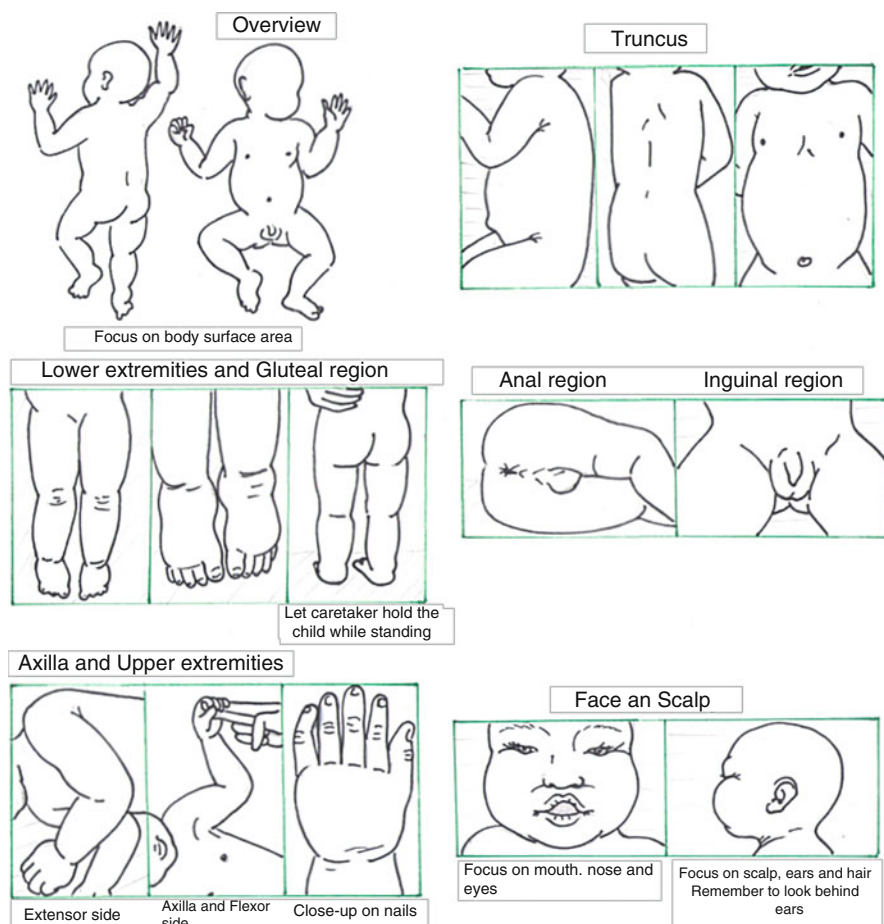 Overview
Truncus
Focus on body surface area
Lower extremities and Gluteal region
Anal region
Inguinal region
Let caretaker hold the
child while standing
Axilla and Upper extremities
Face an Scalp
Extensor side
Axilla and Flexor
side
Close-up on nails
Focus on mouth. nose and
eyes
Focus on scalp, ears and hair
Remember to look behind
ears